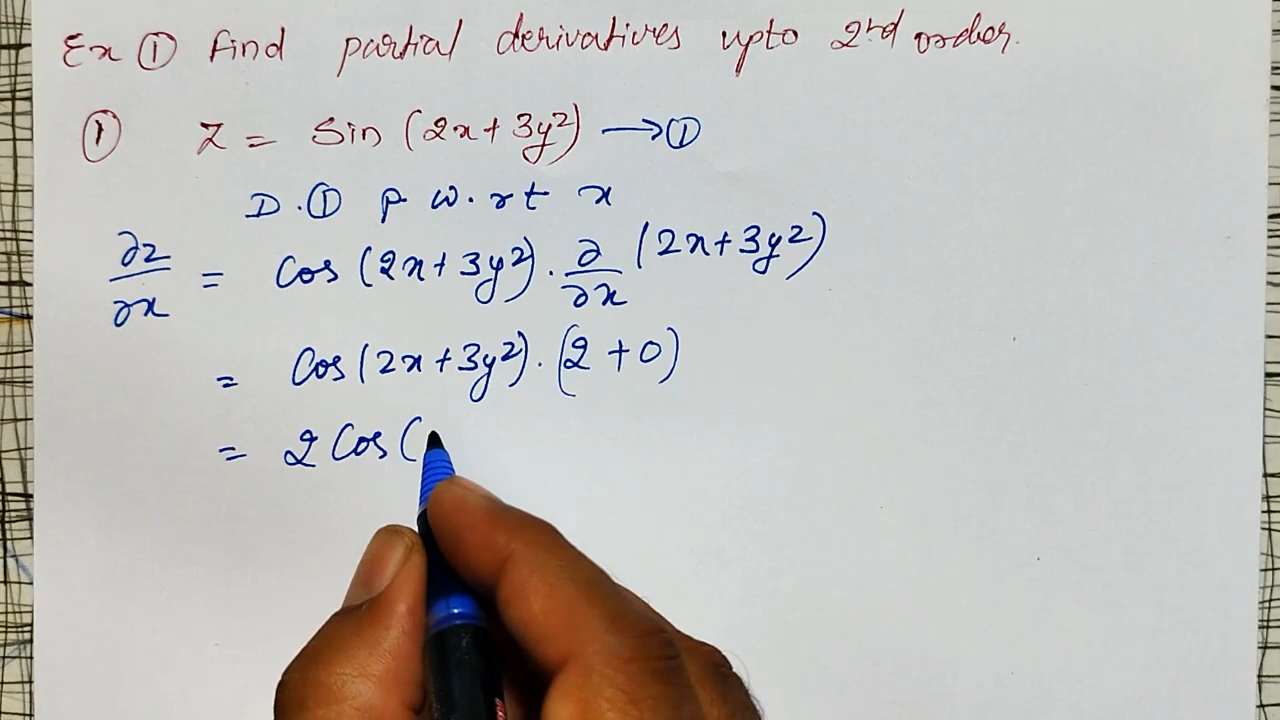 Ex ① Find partial derivatives upto 2nd order.
① z = sin (2x + 3y²) → ①
D. ① p w.r t x
∂z/∂x = cos (2x + 3y²) . ∂/∂x (2x + 3y²)
= cos (2x + 3y²) . (2 + 0)
= 2 cos (